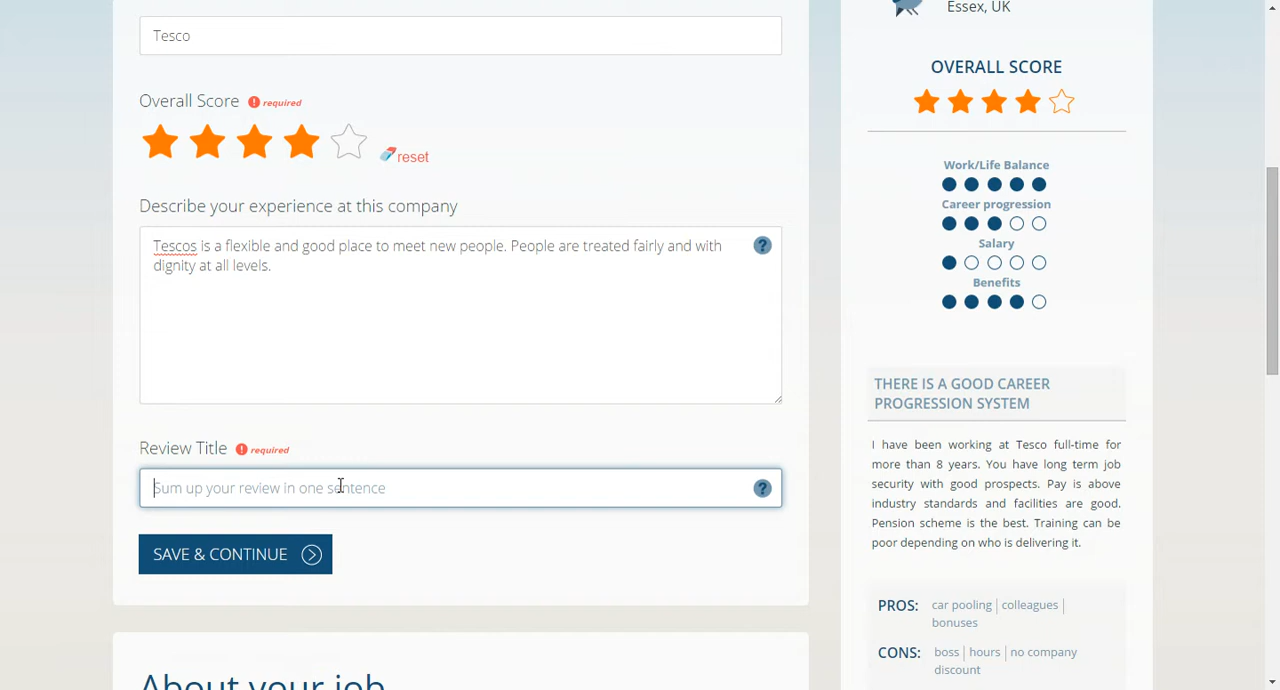 Tesco
Overall Score ! required
reset
Describe your experience at this company
Tescos is a flexible and good place to meet new people. People are treated fairly and with
dignity at all levels.
?
Review Title ! required
Sum up your review in one sentence
?
SAVE & CONTINUE
About your job
Essex, UK
OVERALL SCORE
Work/Life Balance
Career progression
Salary
Benefits
THERE IS A GOOD CAREER
PROGRESSION SYSTEM
I have been working at Tesco full-time for
more than 8 years. You have long term job
security with good prospects. Pay is above
industry standards and facilities are good.
Pension scheme is the best. Training can be
poor depending on who is delivering it.
PROS: car pooling | colleagues |
bonuses
CONS: boss | hours | no company
discount